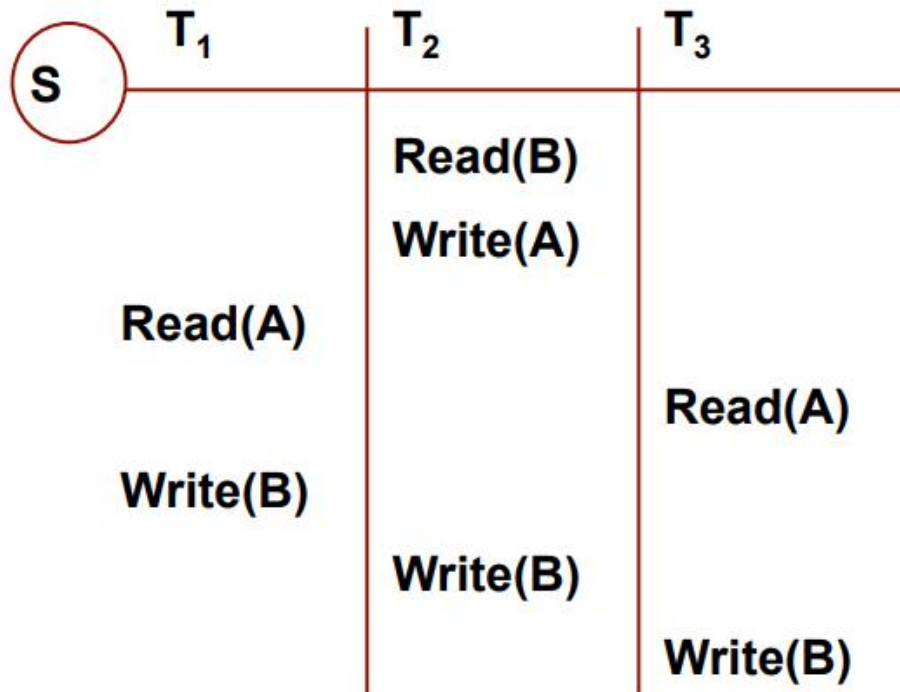 S T₁ T₂ T₃
Read(B)
Write(A)
Read(A)
Read(A)
Write(B)
Write(B)
Write(B)